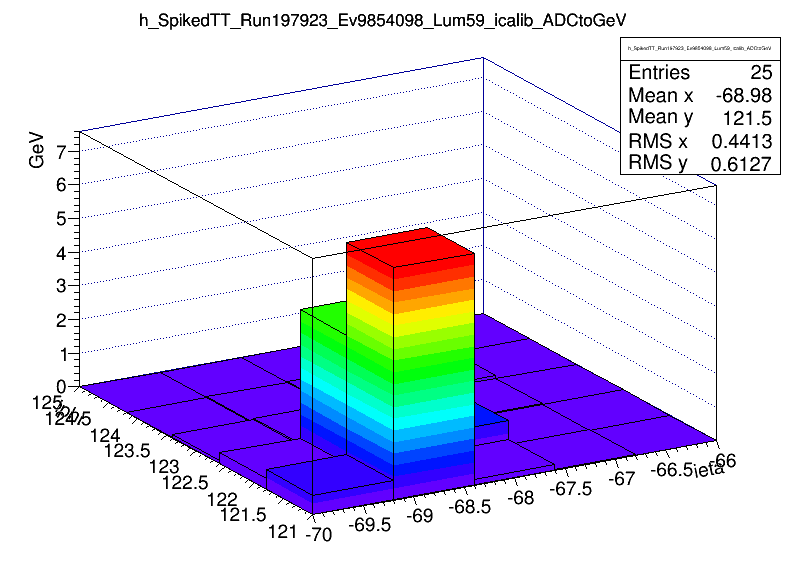 h_SpikedTT_Run197923_Ev9854098_Lum59_icalib_ADCtoGeV
h_SpikedTT_Run197923_Ev9854098_Lum59_icalib_ADCtoGeV
Entries 25
Mean x -68.98
Mean y 121.5
RMS x 0.4413
RMS y 0.6127
GeV
7
6
5
4
3
2
1
0
125
124.5
124
123.5
123
122.5
122
121.5
121
-70
-69.5
-69
-68.5
-68
-67.5
-67
-66.5
-66
ieta